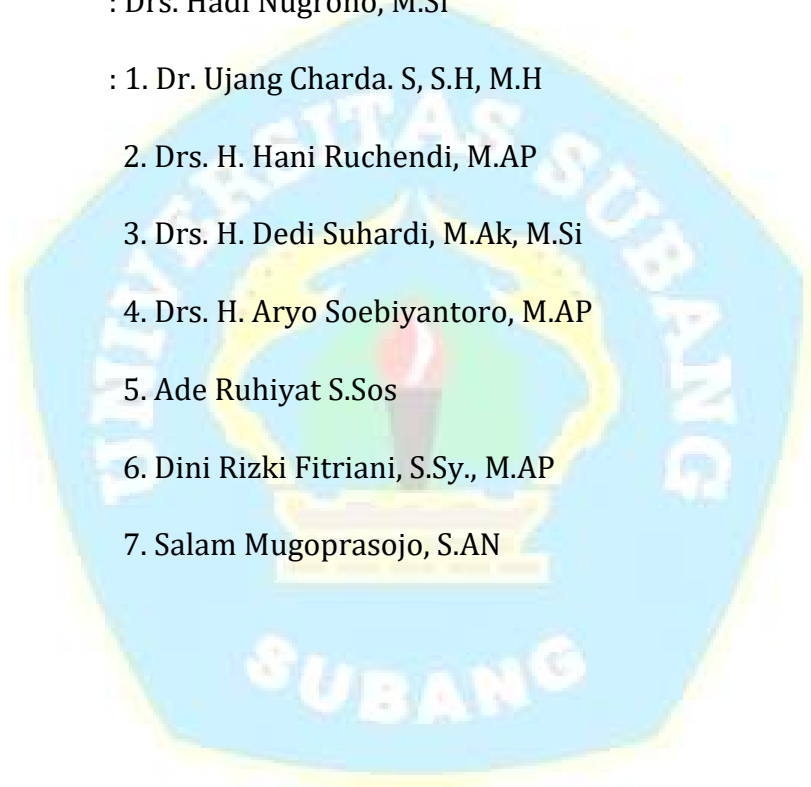 : Drs. Hadi Nugroho, M.Si
: 1. Dr. Ujang Charda. S, S.H, M.H
2. Drs. H. Hani Ruchendi, M.AP
3. Drs. H. Dedi Suhardi, M.Ak, M.Si
4. Drs. H. Aryo Soebiyantoro, M.AP
5. Ade Ruhiyat S.Sos
6. Dini Rizki Fitriani, S.Sy., M.AP
7. Salam Mugoprasojo, S.AN
UNIVERSITAS SUBANG
SUBANG